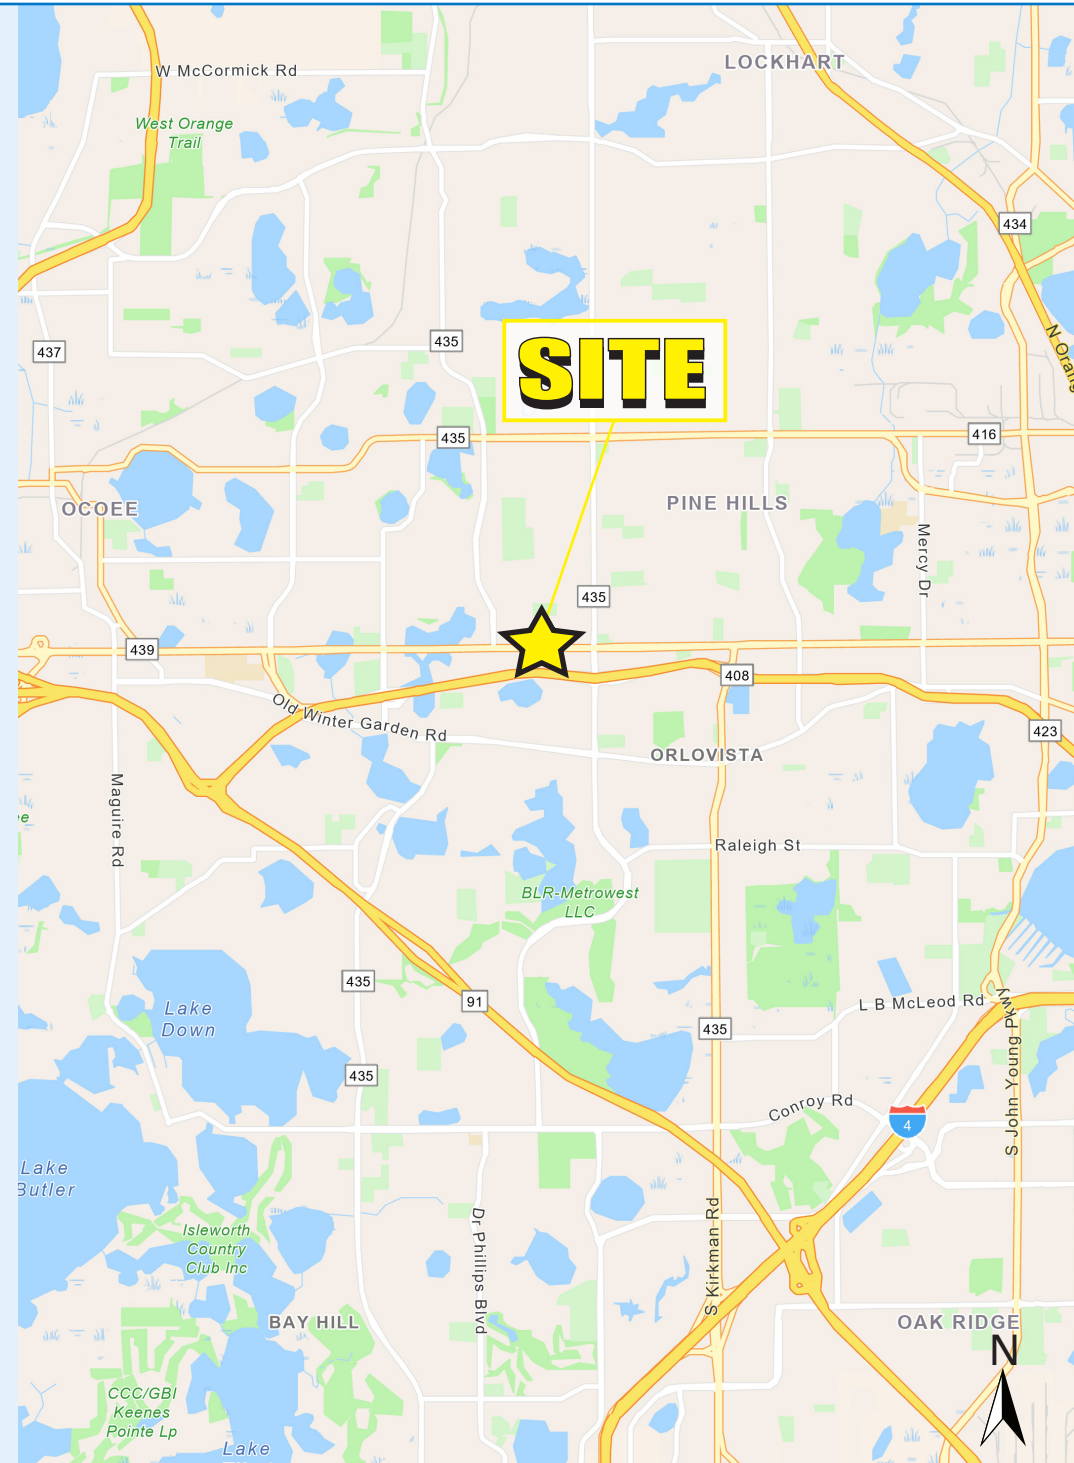 LOCKHART
W McCormick Rd
West Orange
Trail
434
N Orang
435
437
SITE
435
416
PINE HILLS
OCOEE
Mercy Dr
435
439
408
Old Winter Garden Rd
423
ORLOVISTA
Maguire Rd
ee
Raleigh St
BLR-Metrowest
LLC
435
91
L B McLeod Rd
Lake
Down
435
S John Young Pkwy
435
Conroy Rd
4
Lake
Butler
Isleworth
Country
Club Inc
Dr Phillips Blvd
S Kirkman Rd
BAY HILL
OAK RIDGE
N
CCC/GBI
Keenes
Pointe Lp
Lake